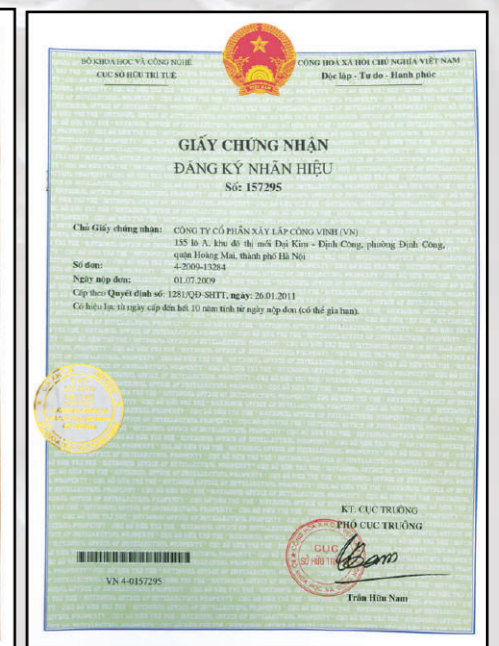 BỘ KHOA HỌC VÀ CÔNG NGHỆ
CỤC SỞ HỮU TRÍ TUỆ
CỘNG HOÀ XÃ HỘI CHỦ NGHĨA VIỆT NAM
Độc lập - Tự do - Hạnh phúc
GIẤY CHỨNG NHẬN
ĐĂNG KÝ NHÃN HIỆU
Số: 157295
Chủ Giấy chứng nhận: CÔNG TY CỔ PHẦN XÂY LẮP CÔNG VINH (VN)
155 lô A, khu đô thị mới Đại Kim - Định Công, phường Định Công,
quận Hoàng Mai, thành phố Hà Nội
Số đơn: 4-2009-13284
Ngày nộp đơn: 01.07.2009
Cấp theo Quyết định số: 1281/QĐ-SHTT, ngày: 26.01.2011
Có hiệu lực từ ngày cấp đến hết 10 năm tính từ ngày nộp đơn (có thể gia hạn).
KT. CỤC TRƯỞNG
PHÓ CỤC TRƯỞNG
CỤC
SỞ HỮU
VN 4-0157295
Trần Hữu Nam